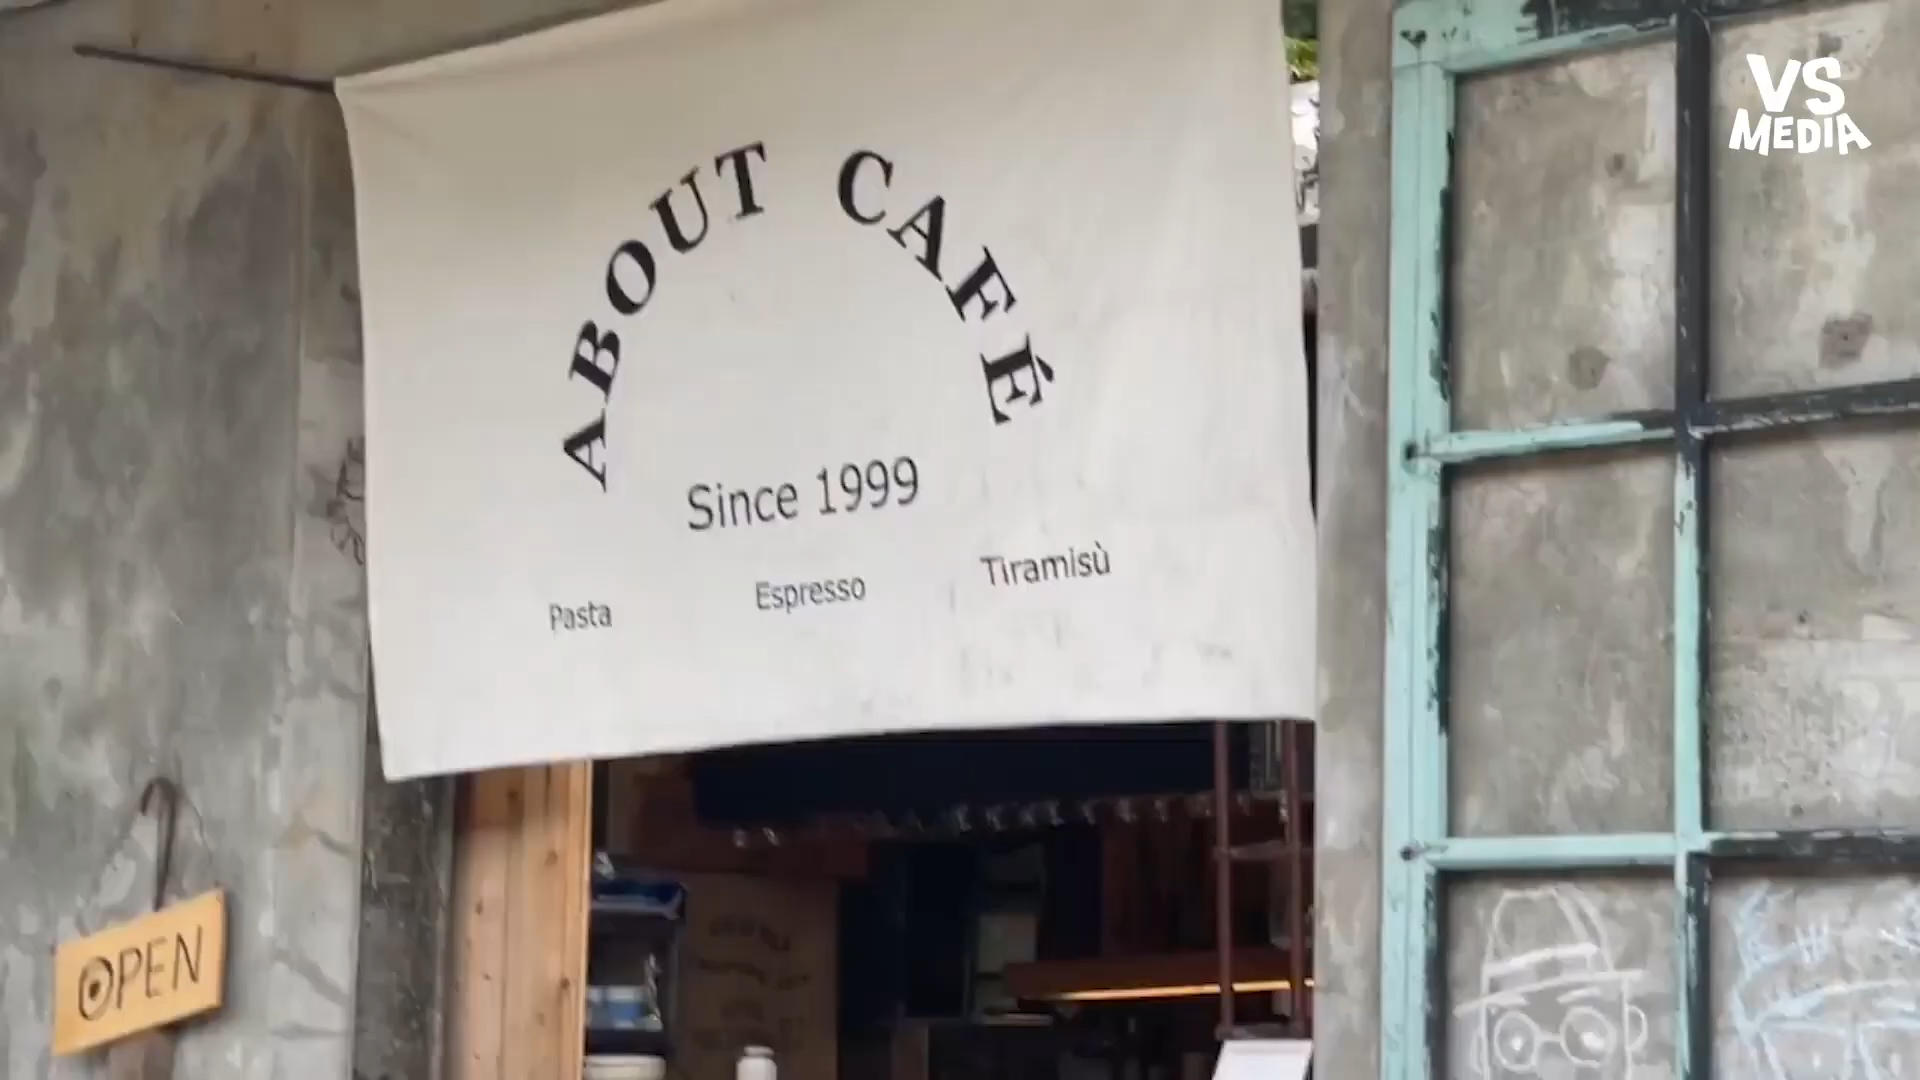 VS
MEDIA
ABOUT CAFÉ
Since 1999
Pasta
Espresso
Tiramisù
OPEN